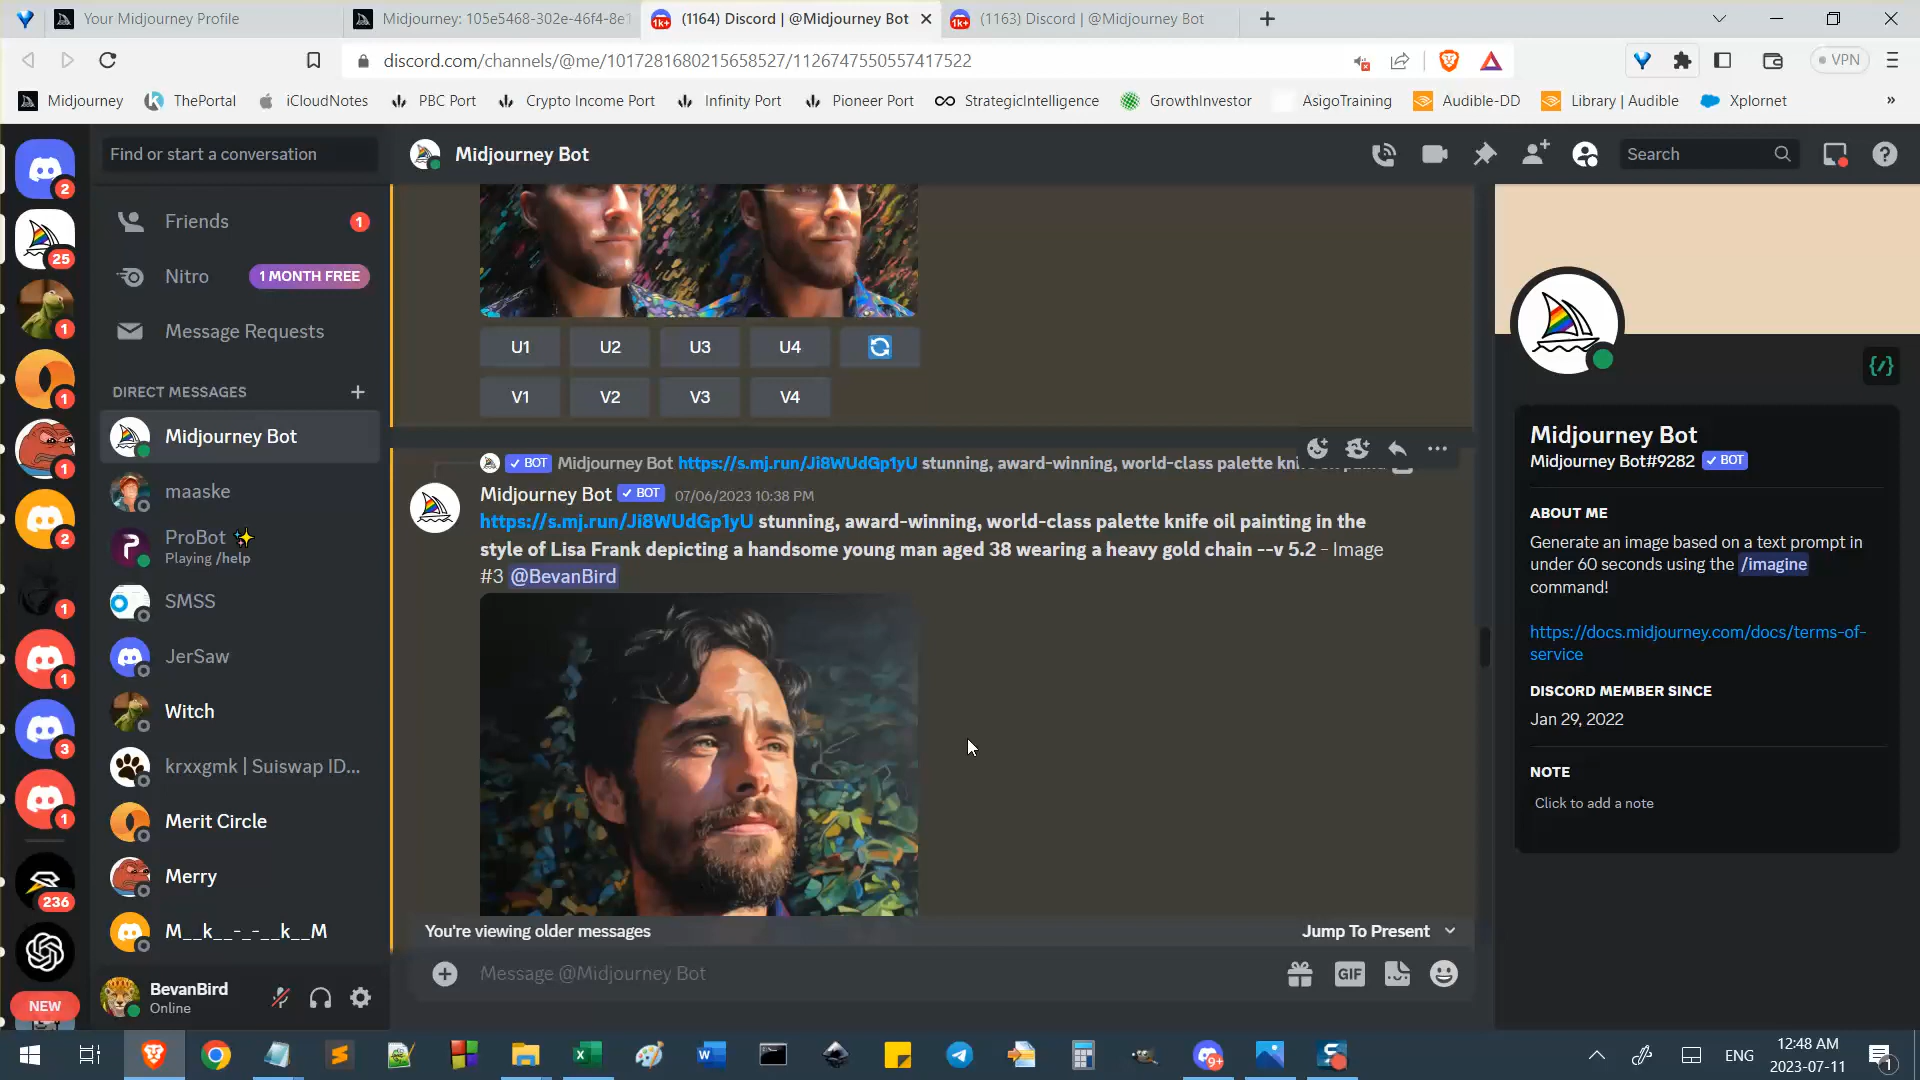 Your Midjourney Profile
Midjourney: 105e5468-302e-46f4-8e1
(1164) Discord | @Midjourney Bot
(1163) Discord | @Midjourney Bot
discord.com/channels/@me/1017281680215658527/1126747550557417522
VPN
Midjourney
ThePortal
iCloudNotes
PBC Port
Crypto Income Port
Infinity Port
Pioneer Port
StrategicIntelligence
GrowthInvestor
AsigoTraining
Audible-DD
Library | Audible
Xplornet
Find or start a conversation
Midjourney Bot
Search
2
25
1
1
1
2
1
1
3
1
236
NEW
Friends
1
Nitro
1 MONTH FREE
Message Requests
DIRECT MESSAGES
Midjourney Bot
maaske
ProBot
Playing /help
SMSS
JerSaw
Witch
krxxgmk | Suiswap ID...
Merit Circle
Merry
M__k__-_-__k__M
BevanBird
Online
U1
U2
U3
U4
V1
V2
V3
V4
BOT Midjourney Bot https://s.mj.run/Ji8WUdGp1yU stunning, award-winning, world-class palette
Midjourney Bot BOT 07/06/2023 10:38 PM
https://s.mj.run/Ji8WUdGp1yU stunning, award-winning, world-class palette knife oil painting in the
style of Lisa Frank depicting a handsome young man aged 38 wearing a heavy gold chain --v 5.2 - Image
#3 @BevanBird
You're viewing older messages
Jump To Present
Message @Midjourney Bot
GIF
Midjourney Bot
Midjourney Bot#9282 BOT
ABOUT ME
Generate an image based on a text prompt in
under 60 seconds using the /imagine
command!
https://docs.midjourney.com/docs/terms-of-
service
DISCORD MEMBER SINCE
Jan 29, 2022
NOTE
Click to add a note
9+
ENG
12:48 AM
2023-07-11
1